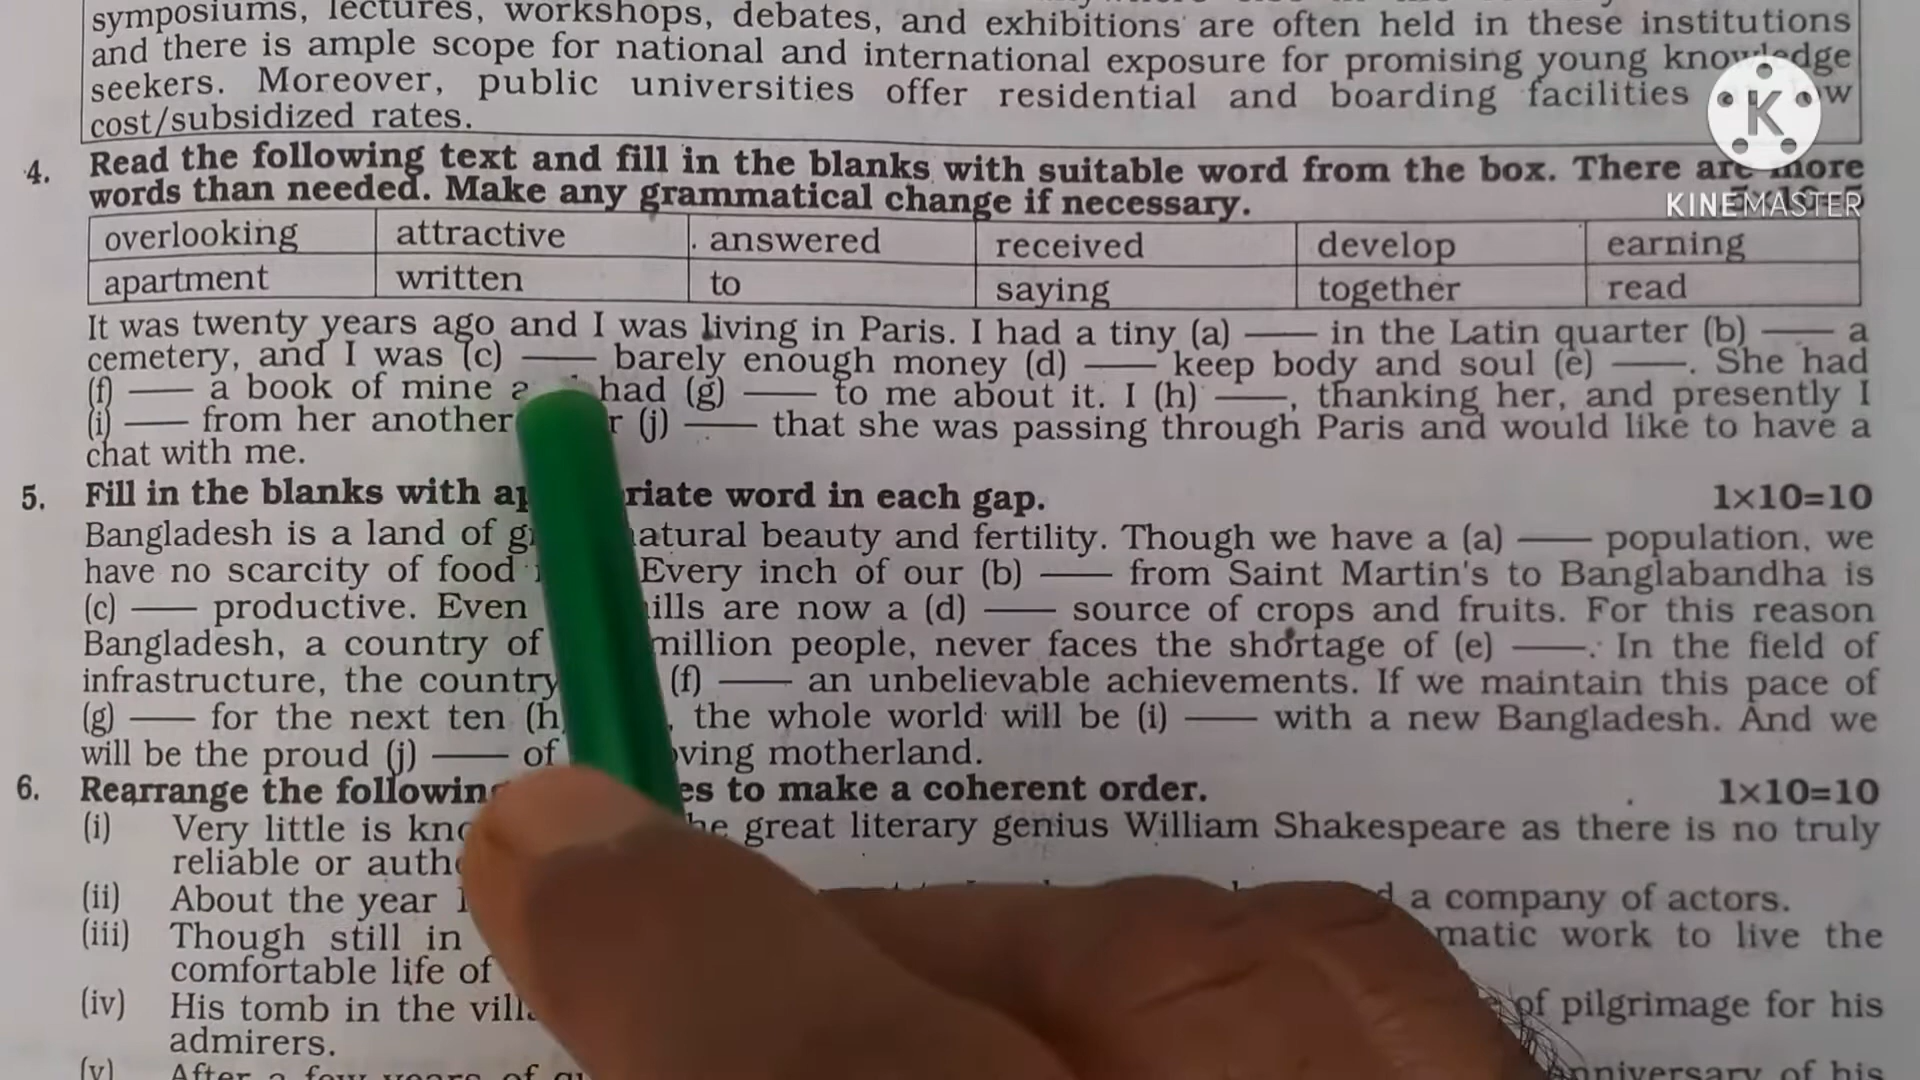 symposiums, lectures, workshops, debates, and exhibitions are often held in these institutions
and there is ample scope for national and international exposure for promising young knowledge
seekers. Moreover, public universities offer residential and boarding facilities low
cost/subsidized rates.
4. Read the following text and fill in the blanks with suitable word from the box. There are more
words than needed. Make any grammatical change if necessary.
KINEMASTER
K
overlooking attractive answered received develop earning
apartment written to saying together read
It was twenty years ago and I was living in Paris. I had a tiny (a) —— in the Latin quarter (b) —— a
cemetery, and I was (c) —— barely enough money (d) —— keep body and soul (e) ——. She had
(f) —— a book of mine had (g) —— to me about it. I (h) ——, thanking her, and presently I
(i) —— from her another (j) —— that she was passing through Paris and would like to have a
chat with me.
5. Fill in the blanks with word in each gap. 1×10=10
Bangladesh is a land of natural beauty and fertility. Though we have a (a) —— population, we
have no scarcity of food Every inch of our (b) —— from Saint Martin's to Banglabandha is
(c) —— productive. Even hills are now a (d) —— source of crops and fruits. For this reason
Bangladesh, a country of million people, never faces the shortage of (e) ——. In the field of
infrastructure, the country (f) —— an unbelievable achievements. If we maintain this pace of
(g) —— for the next ten (h) , the whole world will be (i) —— with a new Bangladesh. And we
will be the proud (j) —— of motherland.
6. Rearrange the following to make a coherent order. 1×10=10
(i) Very little is great literary genius William Shakespeare as there is no truly
reliable or
(ii) About the year a company of actors.
(iii) Though still in work to live the
comfortable life of
(iv) His tomb in the of pilgrimage for his
admirers.
(v) After a few years of anniversary of his